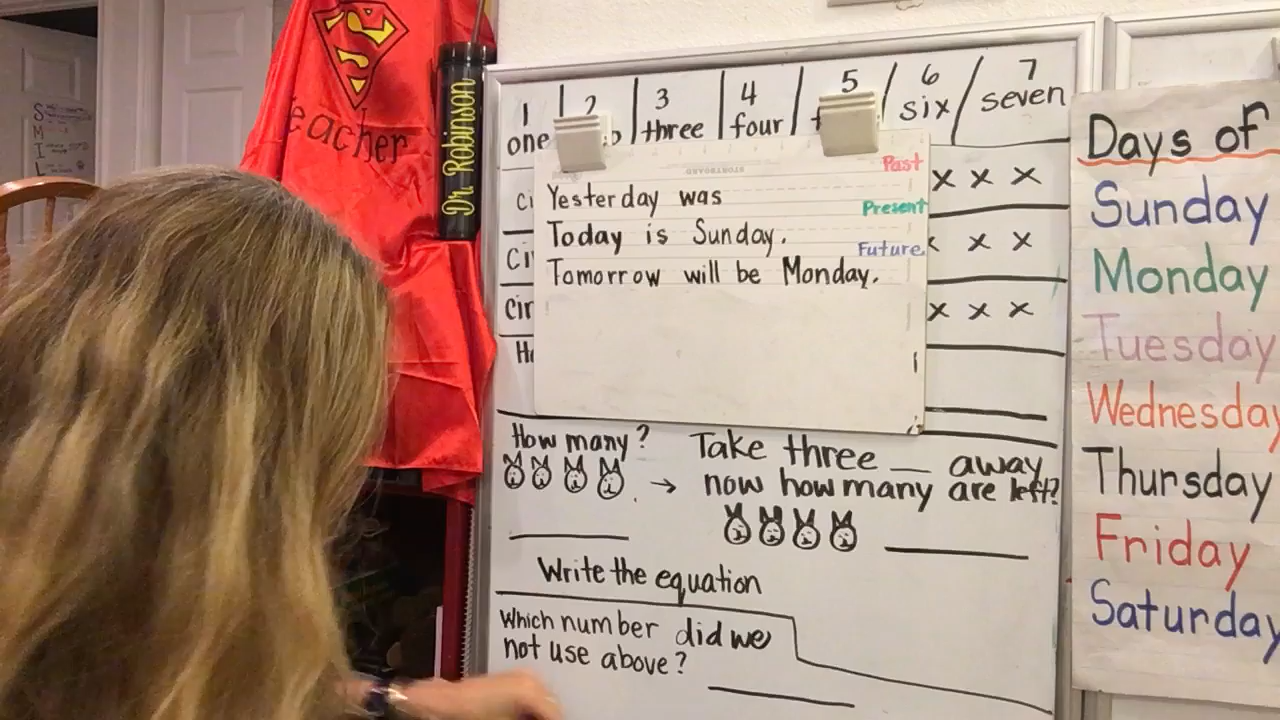 S
M
I
L
S
Teacher
Dr. Robinson
1 2 3 4 5 6 7
one three four six seven
Past
Yesterday was
Present
Today is Sunday.
Future
Tomorrow will be Monday.
x x x
x x
x x x
How many?
Take three __ away
→ now how many are left?
Write the equation
Which number did we
not use above?
Days of
Sunday
Monday
Tuesday
Wednesday
Thursday
Friday
Saturday